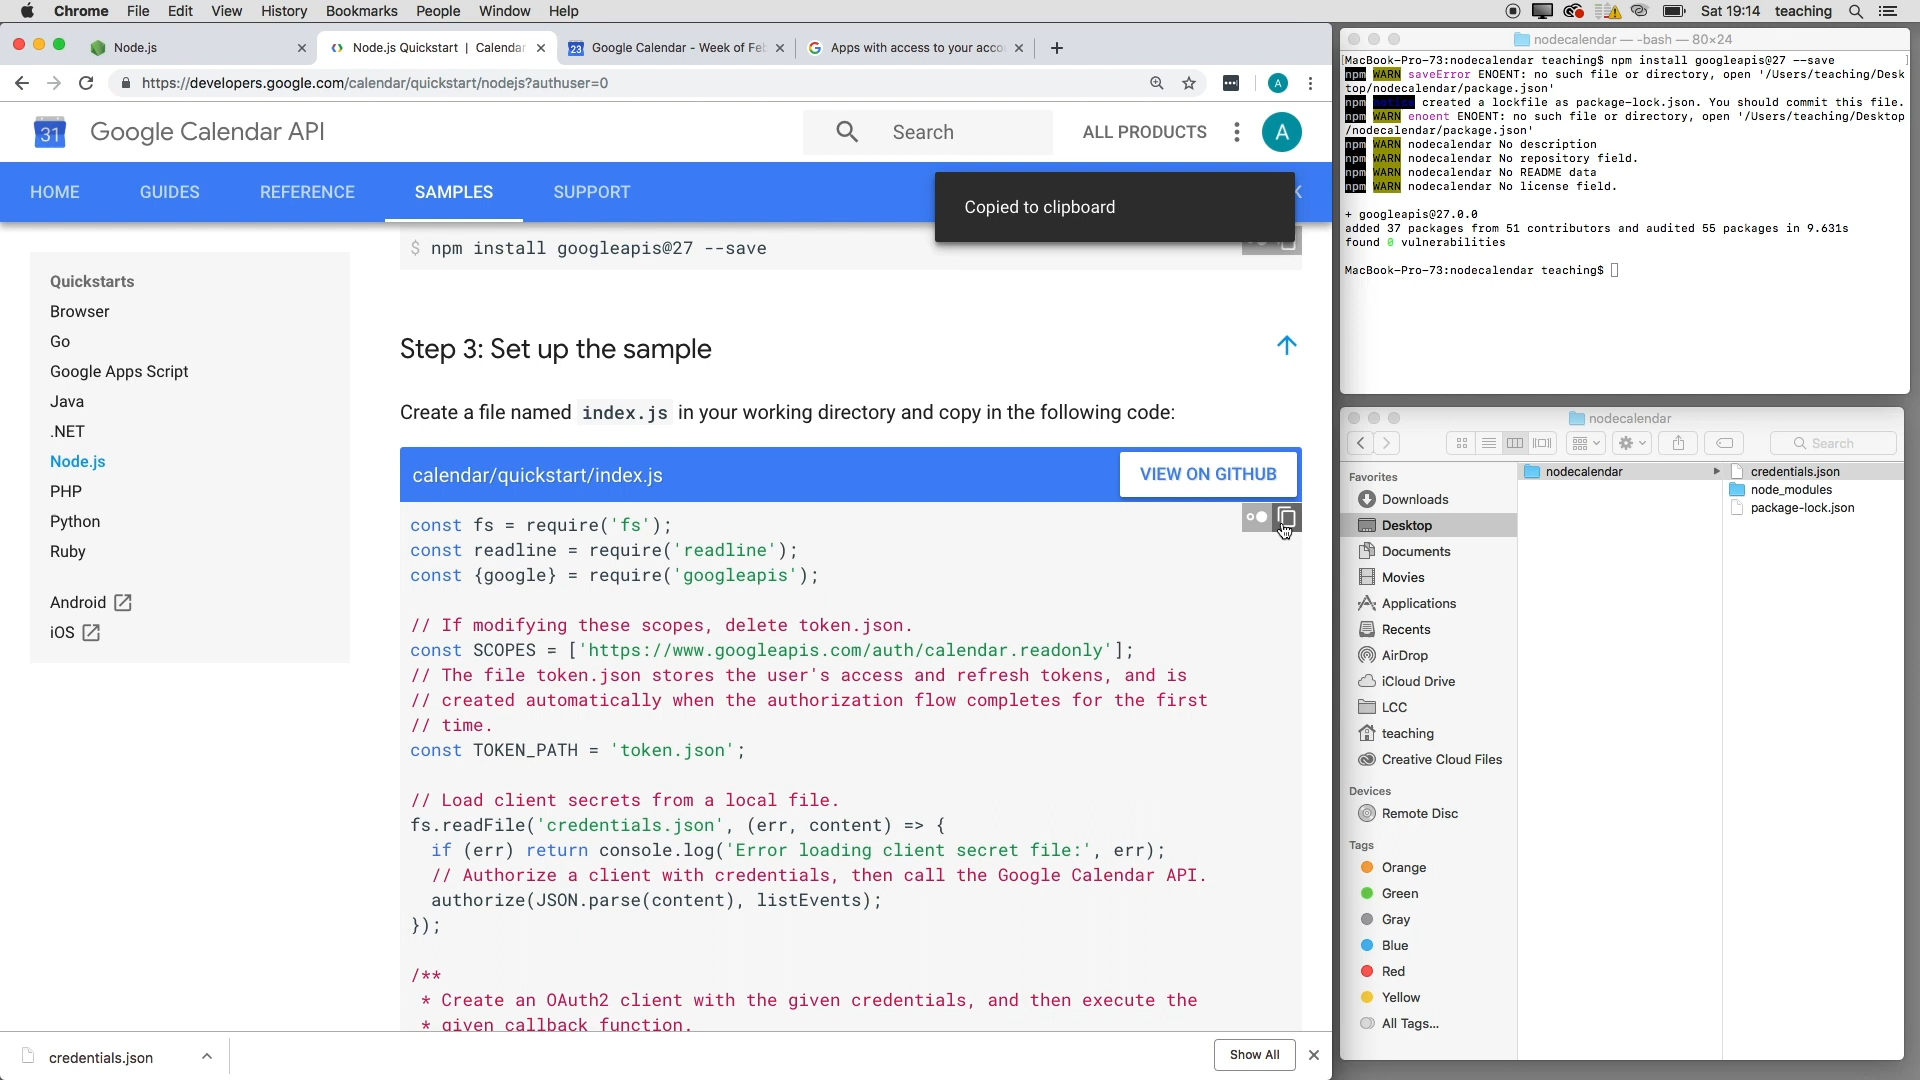 Chrome File Edit View History Bookmarks People Window Help
Sat 19:14 teaching
Node.js
Node.js Quickstart | Calendar
Google Calendar - Week of Feb
Apps with access to your acco
https://developers.google.com/calendar/quickstart/nodejs?authuser=0
A
31
Google Calendar API
Search
ALL PRODUCTS
A
HOME GUIDES REFERENCE SAMPLES SUPPORT
Copied to clipboard
$ npm install googleapis@27 --save
Quickstarts
Browser
Go
Google Apps Script
Java
.NET
Node.js
PHP
Python
Ruby
Android
iOS
Step 3: Set up the sample
Create a file named index.js in your working directory and copy in the following code:
calendar/quickstart/index.js
VIEW ON GITHUB
const fs = require('fs');
const readline = require('readline');
const {google} = require('googleapis');
// If modifying these scopes, delete token.json.
const SCOPES = ['https://www.googleapis.com/auth/calendar.readonly'];
// The file token.json stores the user's access and refresh tokens, and is
// created automatically when the authorization flow completes for the first
// time.
const TOKEN_PATH = 'token.json';
// Load client secrets from a local file.
fs.readFile('credentials.json', (err, content) => {
if (err) return console.log('Error loading client secret file:', err);
// Authorize a client with credentials, then call the Google Calendar API.
authorize(JSON.parse(content), listEvents);
});
/**
* Create an OAuth2 client with the given credentials, and then execute the
* given callback function.
credentials.json
Show All
nodecalendar — -bash — 80×24
[MacBook-Pro-73:nodecalendar teaching$ npm install googleapis@27 --save ]
npm WARN saveError ENOENT: no such file or directory, open '/Users/teaching/Desk
top/nodecalendar/package.json'
npm notice created a lockfile as package-lock.json. You should commit this file.
npm WARN enoent ENOENT: no such file or directory, open '/Users/teaching/Desktop
/nodecalendar/package.json'
npm WARN nodecalendar No description
npm WARN nodecalendar No repository field.
npm WARN nodecalendar No README data
npm WARN nodecalendar No license field.
+ googleapis@27.0.0
added 37 packages from 51 contributors and audited 55 packages in 9.631s
found 0 vulnerabilities
MacBook-Pro-73:nodecalendar teaching$
nodecalendar
Search
Favorites
Downloads
Desktop
Documents
Movies
Applications
Recents
AirDrop
iCloud Drive
LCC
teaching
Creative Cloud Files
Devices
Remote Disc
Tags
Orange
Green
Gray
Blue
Red
Yellow
All Tags...
nodecalendar
credentials.json
node_modules
package-lock.json